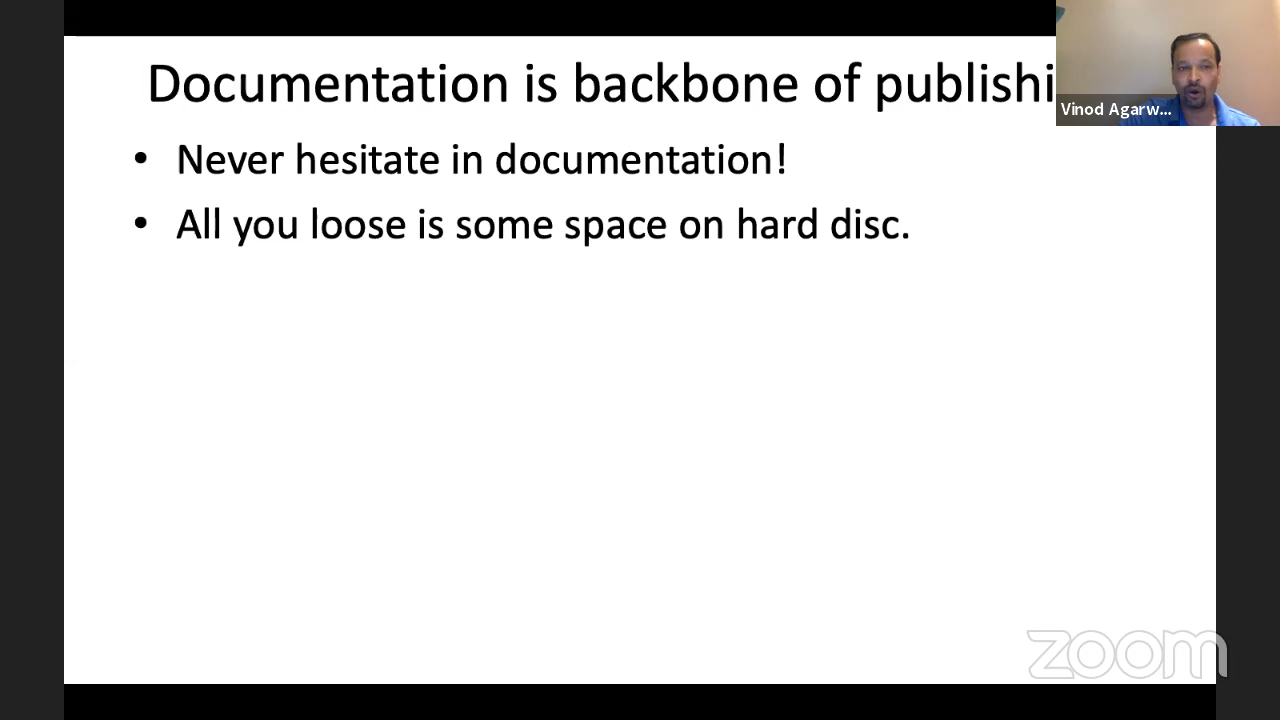 Documentation is backbone of publishi
Vinod Agarw...
• Never hesitate in documentation!
• All you loose is some space on hard disc.
zoom